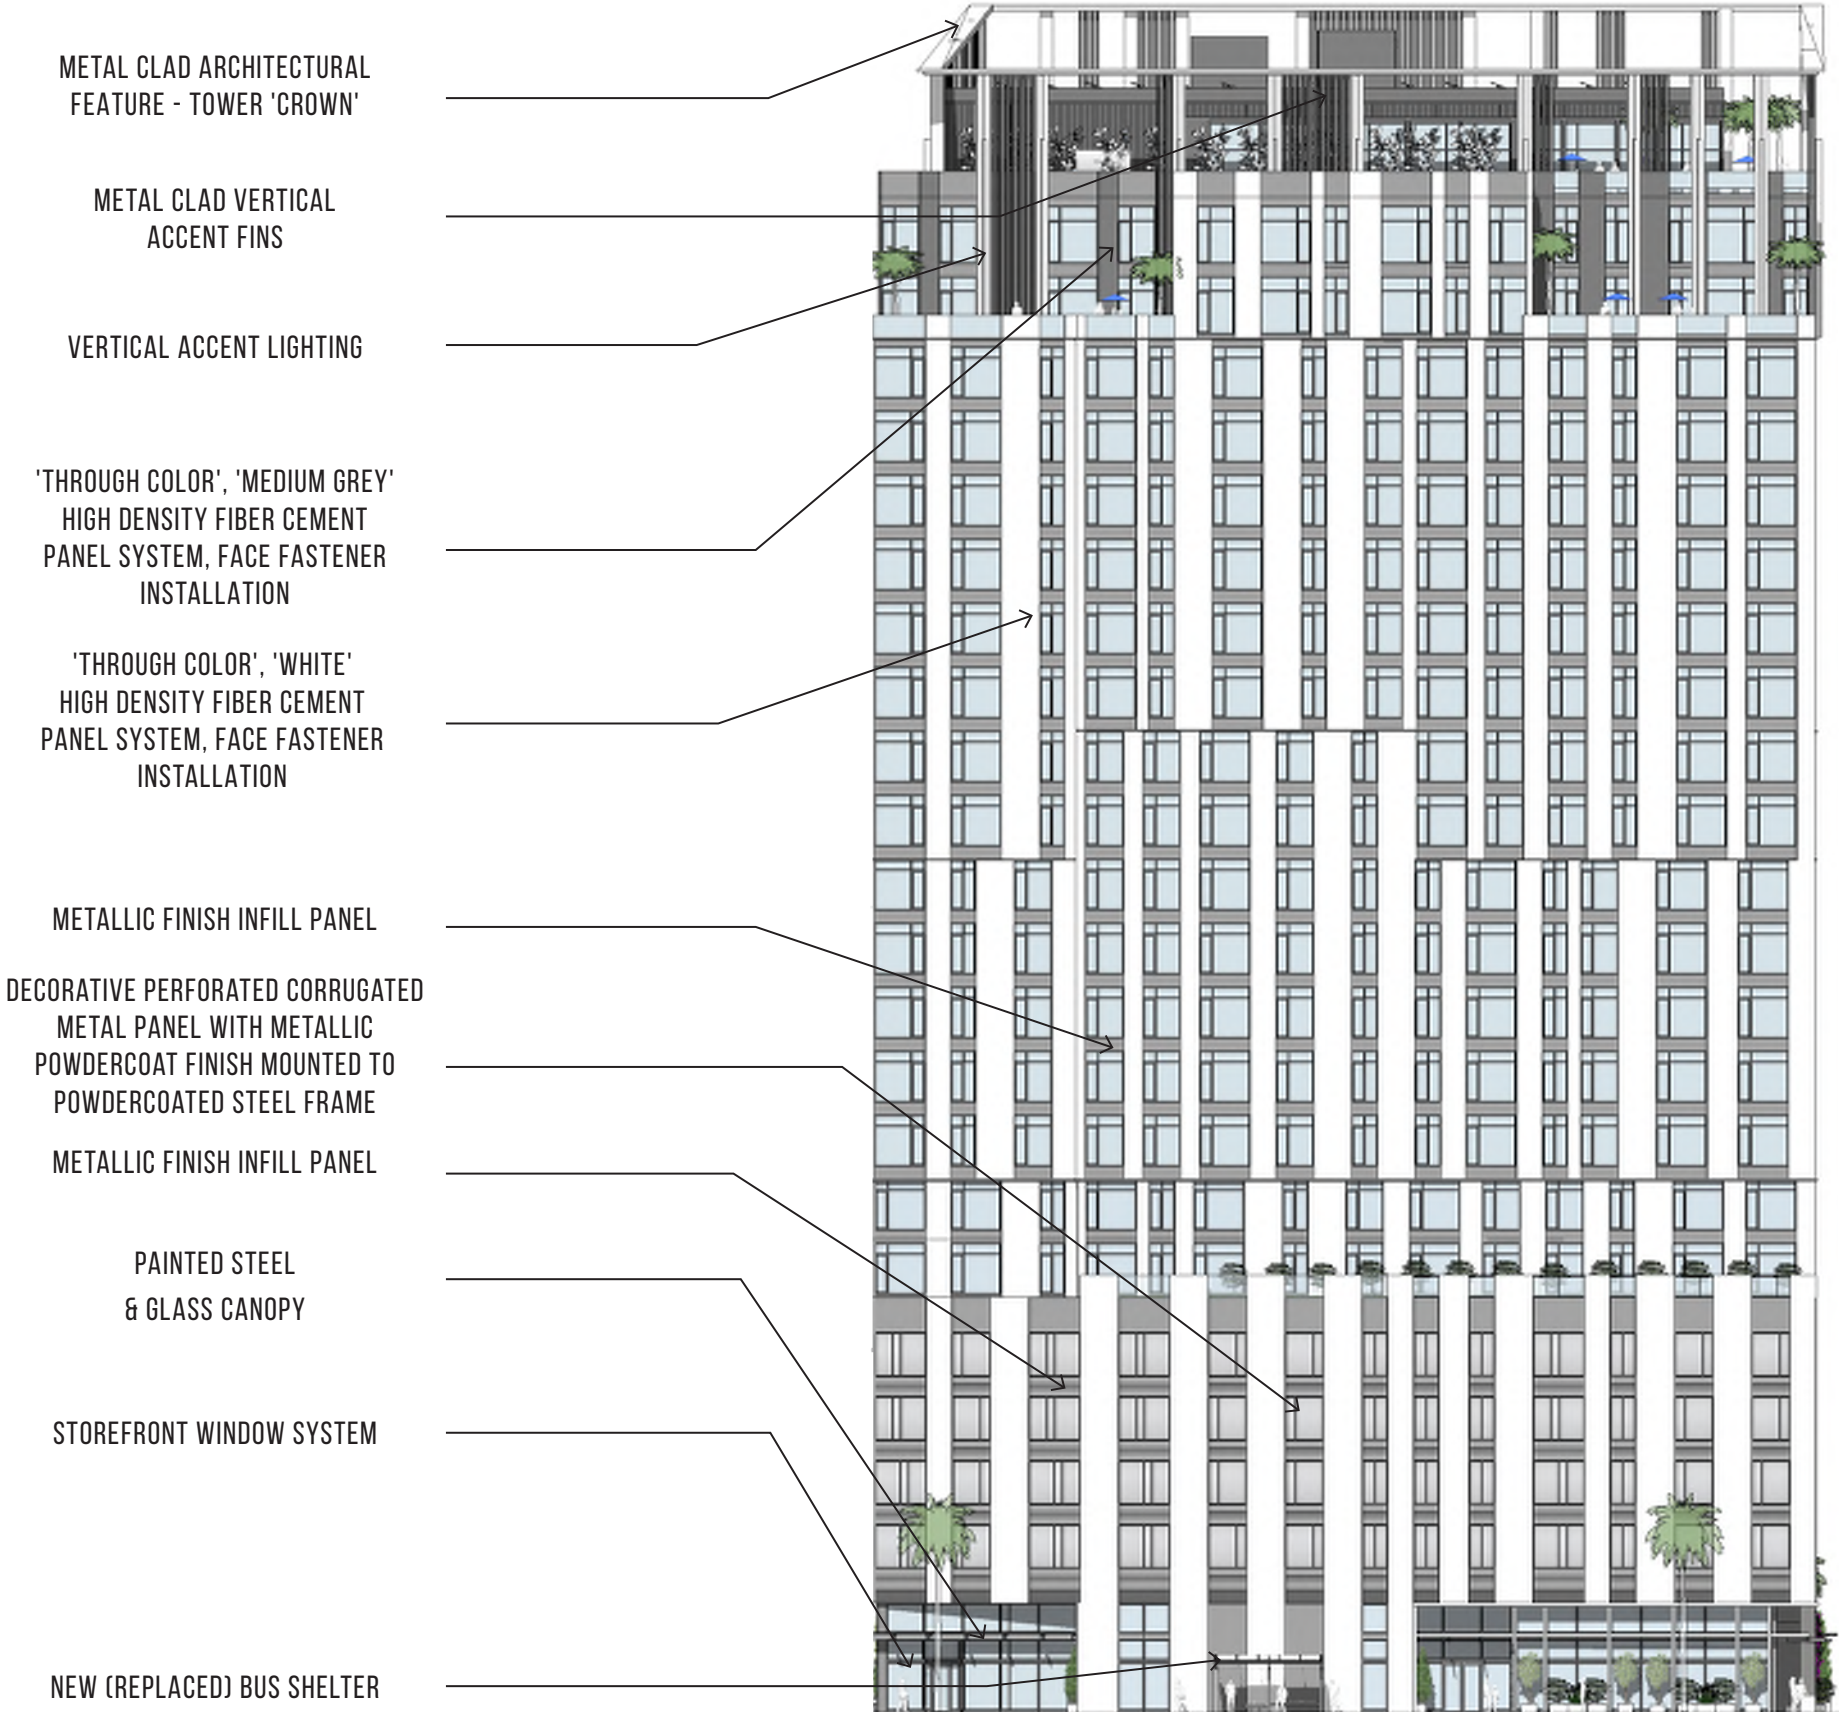 METAL CLAD ARCHITECTURAL
FEATURE - TOWER 'CROWN'
METAL CLAD VERTICAL
ACCENT FINS
VERTICAL ACCENT LIGHTING
'THROUGH COLOR', 'MEDIUM GREY'
HIGH DENSITY FIBER CEMENT
PANEL SYSTEM, FACE FASTENER
INSTALLATION
'THROUGH COLOR', 'WHITE'
HIGH DENSITY FIBER CEMENT
PANEL SYSTEM, FACE FASTENER
INSTALLATION
METALLIC FINISH INFILL PANEL
DECORATIVE PERFORATED CORRUGATED
METAL PANEL WITH METALLIC
POWDERCOAT FINISH MOUNTED TO
POWDERCOATED STEEL FRAME
METALLIC FINISH INFILL PANEL
PAINTED STEEL
& GLASS CANOPY
STOREFRONT WINDOW SYSTEM
NEW (REPLACED) BUS SHELTER